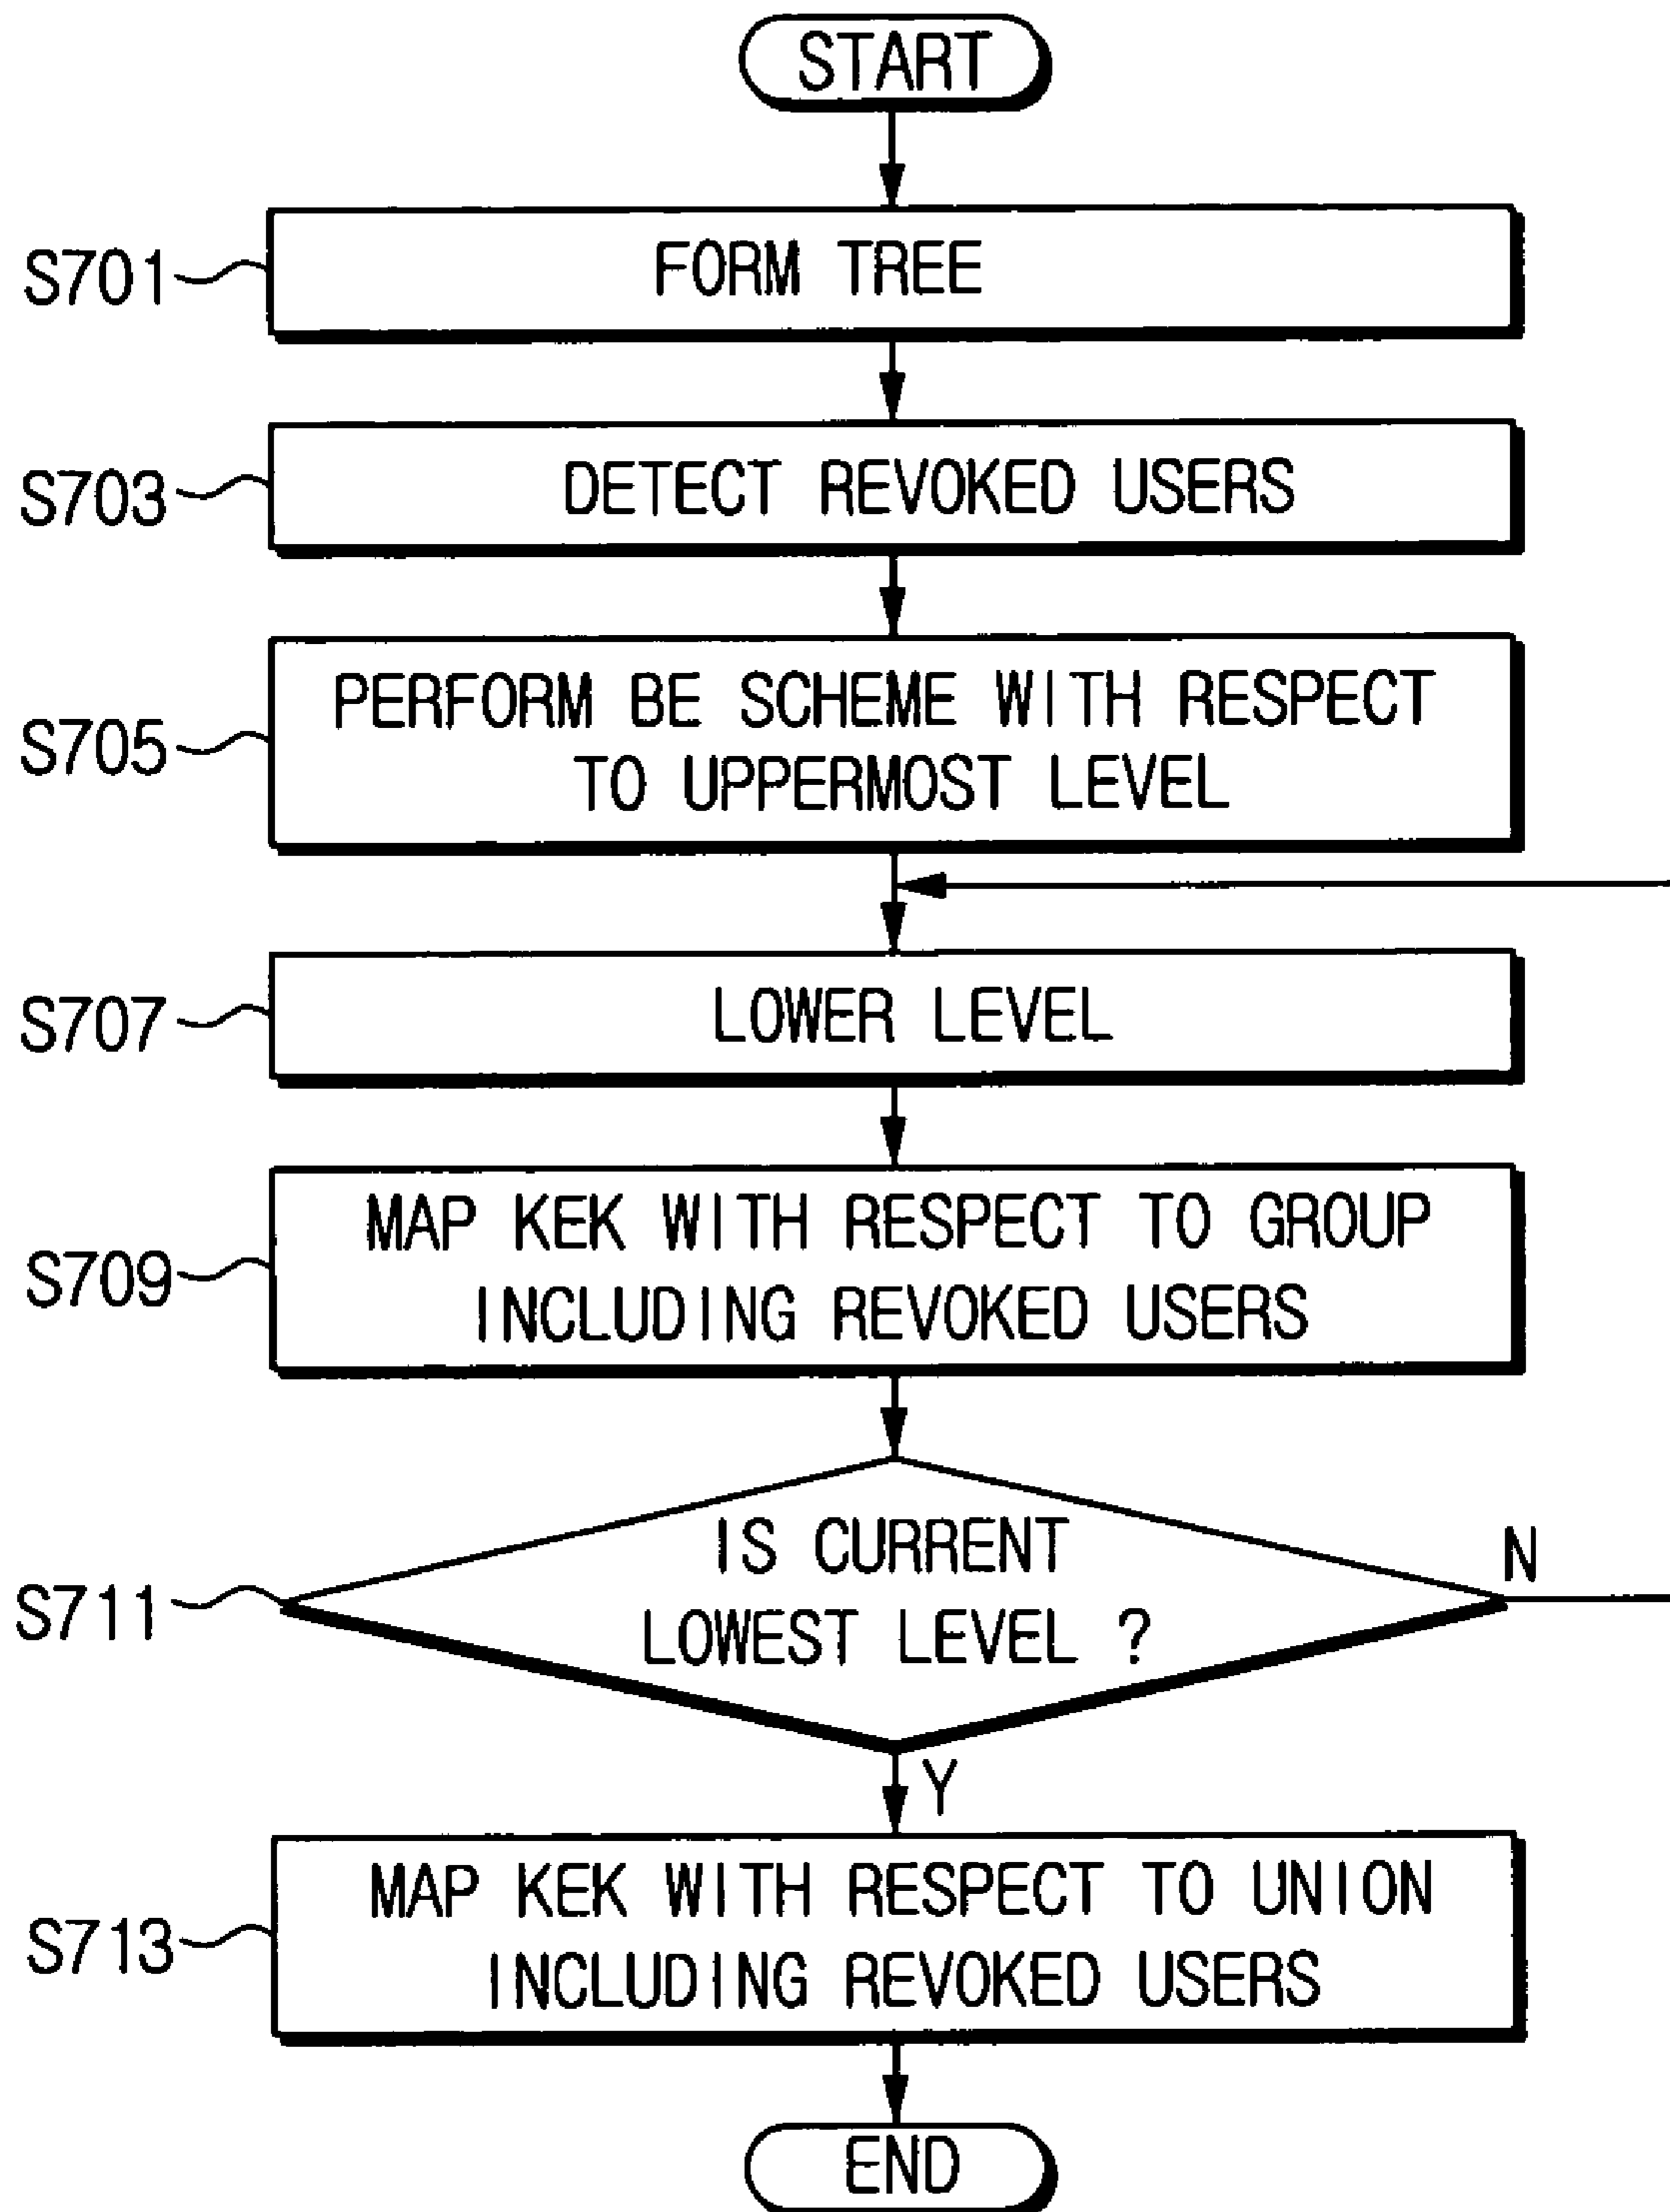 START
S701
FORM TREE
S703
DETECT REVOKED USERS
S705
PERFORM BE SCHEME WITH RESPECT
TO UPPERMOST LEVEL
S707
LOWER LEVEL
S709
MAP KEK WITH RESPECT TO GROUP
INCLUDING REVOKED USERS
S711
IS CURRENT
LOWEST LEVEL ?
N
Y
S713
MAP KEK WITH RESPECT TO UNION
INCLUDING REVOKED USERS
END